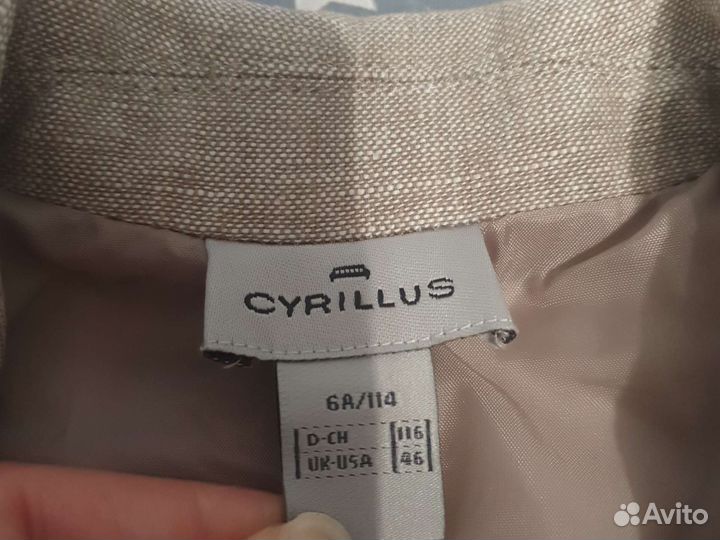 CYRILLUS
6A/114
D-CH 116
UK-USA 46
Avito